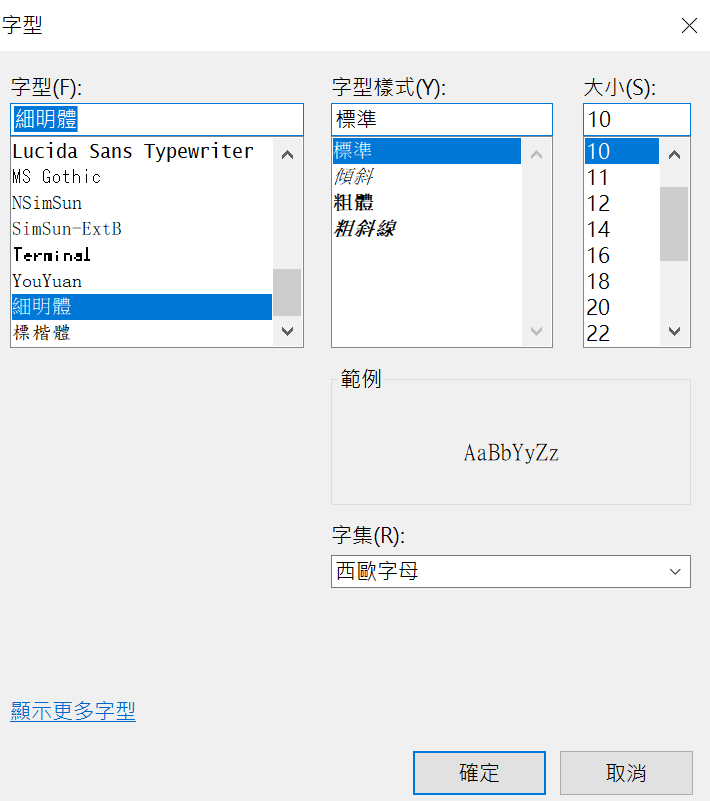 字型
字型(F):
細明體
Lucida Sans Typewriter
MS Gothic
NSimSun
SimSun-ExtB
Terminal
YouYuan
細明體
標楷體
字型樣式(Y):
標準
標準
傾斜
粗體
粗斜線
大小(S):
10
10
11
12
14
16
18
20
22
範例
AaBbYyZz
字集(R):
西歐字母
顯示更多字型
確定
取消